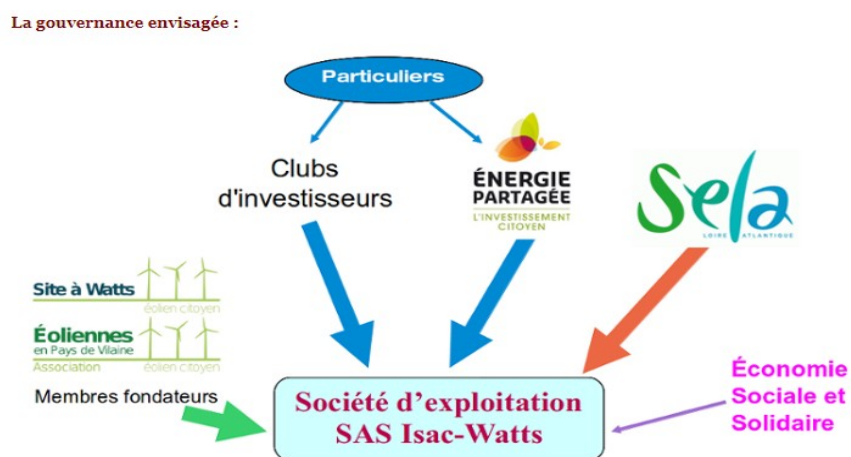 La gouvernance envisagée :
Particuliers
Clubs
d'investisseurs
ÉNERGIE
PARTAGÉE
L'INVESTISSEMENT
CITOYEN
Sela
LOIRE ATLANTIQUE
Site à Watts
éolien citoyen
Éoliennes
en Pays de Vilaine
Association
éolien citoyen
Membres fondateurs
Économie
Sociale et
Solidaire
Société d'exploitation
SAS Isac-Watts